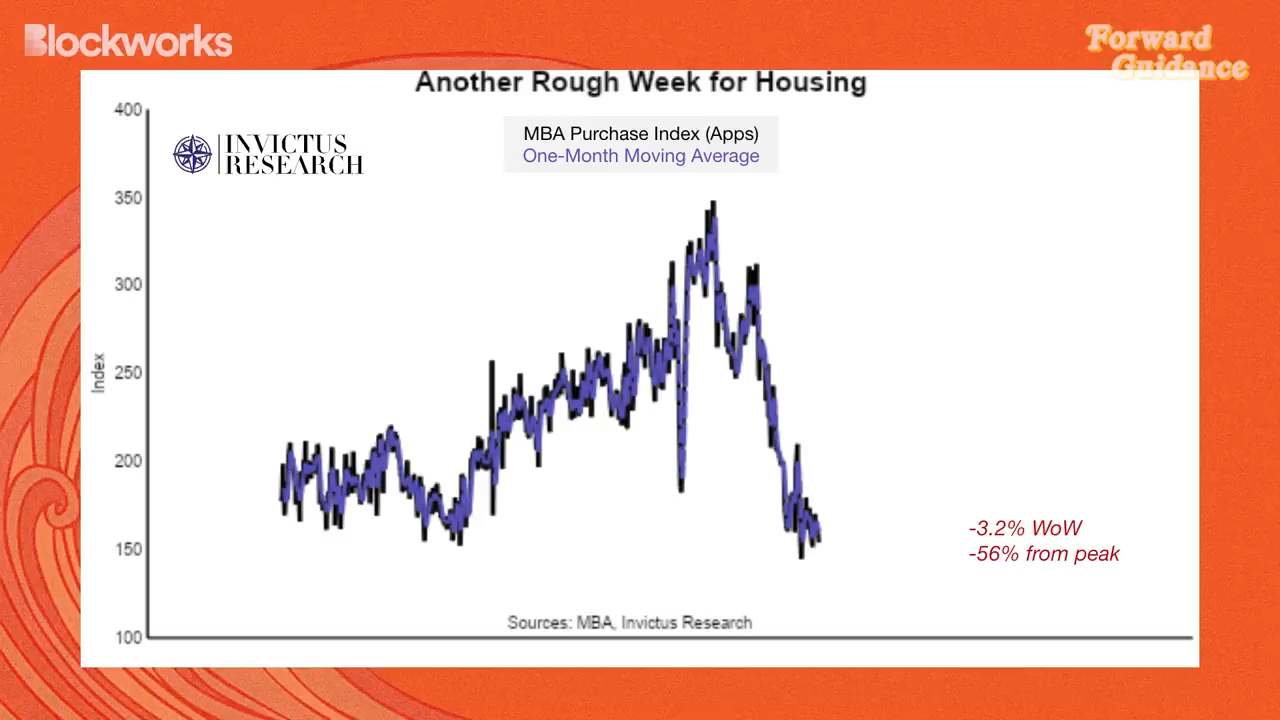 Blockworks
Forward
Guidance
Another Rough Week for Housing
400
INVICTUS
RESEARCH
MBA Purchase Index (Apps)
One-Month Moving Average
350
300
250
Index
200
150
-3.2% WoW
-56% from peak
Sources: MBA, Invictus Research
100